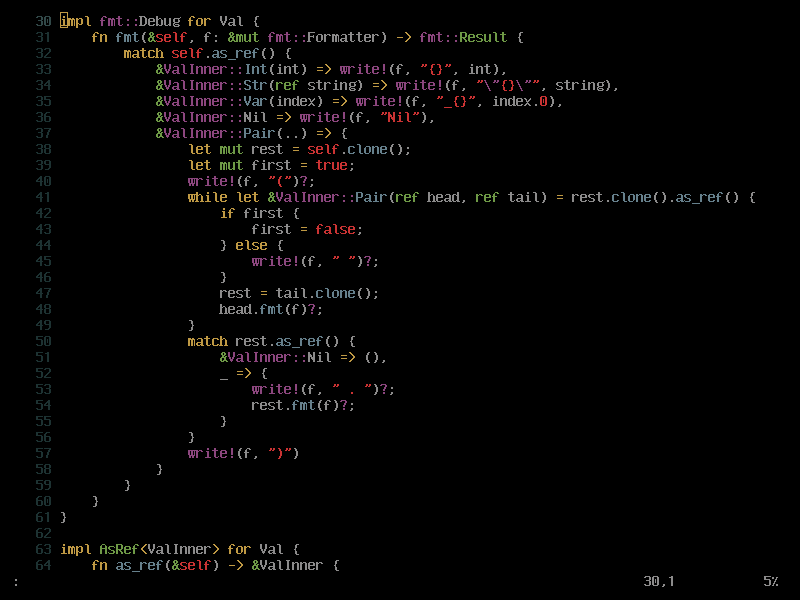 30 impl fmt::Debug for Val {
31     fn fmt(&self, f: &mut fmt::Formatter) -> fmt::Result {
32         match self.as_ref() {
33             &ValInner::Int(int) => write!(f, "{}", int),
34             &ValInner::Str(ref string) => write!(f, "\"{}\"", string),
35             &ValInner::Var(index) => write!(f, "_{}", index.0),
36             &ValInner::Nil => write!(f, "Nil"),
37             &ValInner::Pair(..) => {
38                 let mut rest = self.clone();
39                 let mut first = true;
40                 write!(f, "(")?;
41                 while let &ValInner::Pair(ref head, ref tail) = rest.clone().as_ref() {
42                     if first {
43                         first = false;
44                     } else {
45                         write!(f, " ")?;
46                     }
47                     rest = tail.clone();
48                     head.fmt(f)?;
49                 }
50                 match rest.as_ref() {
51                     &ValInner::Nil => (),
52                     _ => {
53                         write!(f, " . ")?;
54                         rest.fmt(f)?;
55                     }
56                 }
57                 write!(f, ")")
58             }
59         }
60     }
61 }
62
63 impl AsRef<ValInner> for Val {
64     fn as_ref(&self) -> &ValInner {
: 30,1 5%